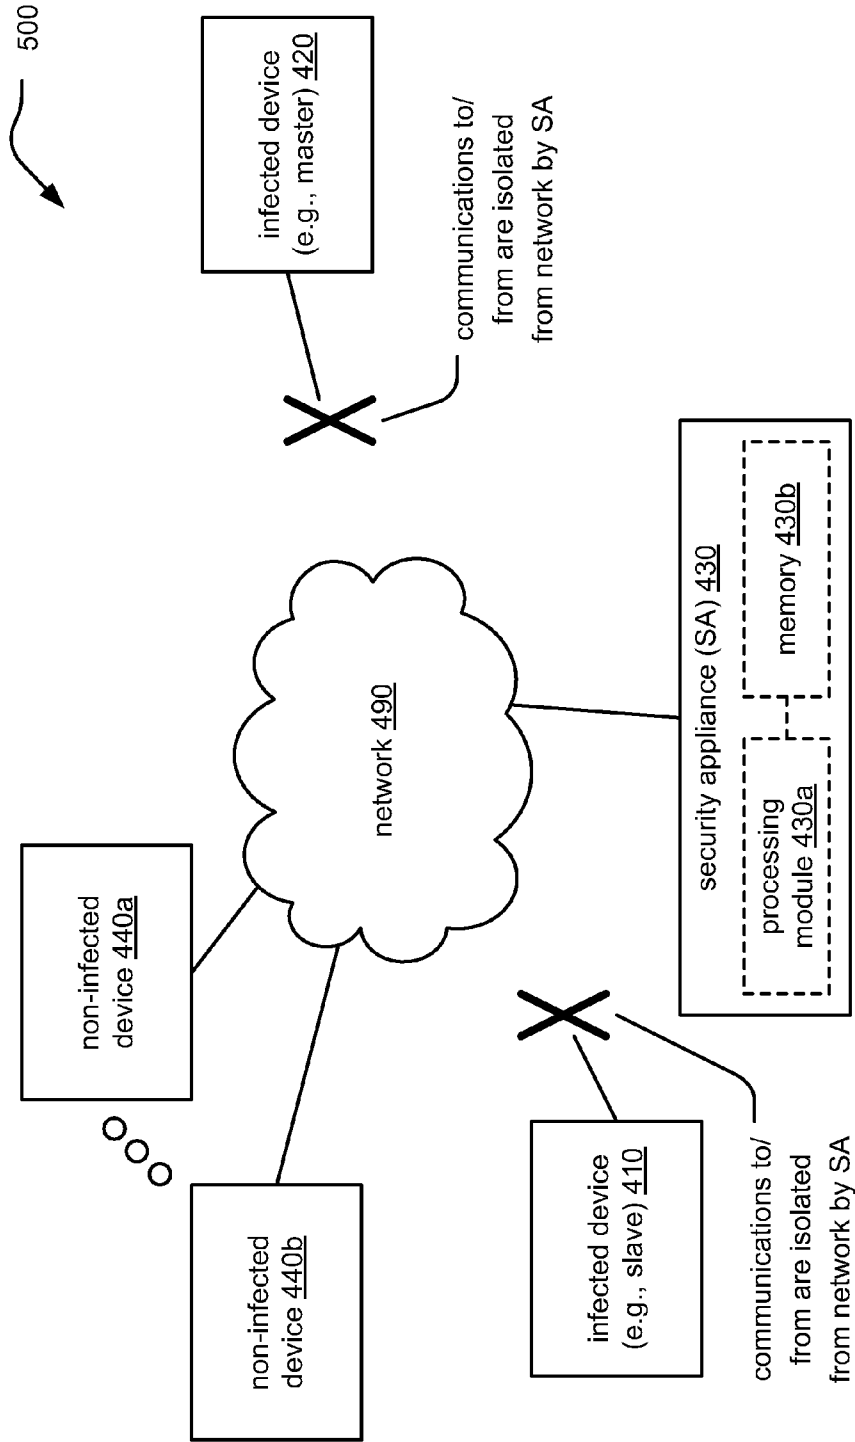 500
non-infected
device 440a
non-infected
device 440b
infected device
(e.g., master) 420
communications to/
from are isolated
from network by SA
network 490
infected device
(e.g., slave) 410
communications to/
from are isolated
from network by SA
security appliance (SA) 430
processing
module 430a
memory 430b